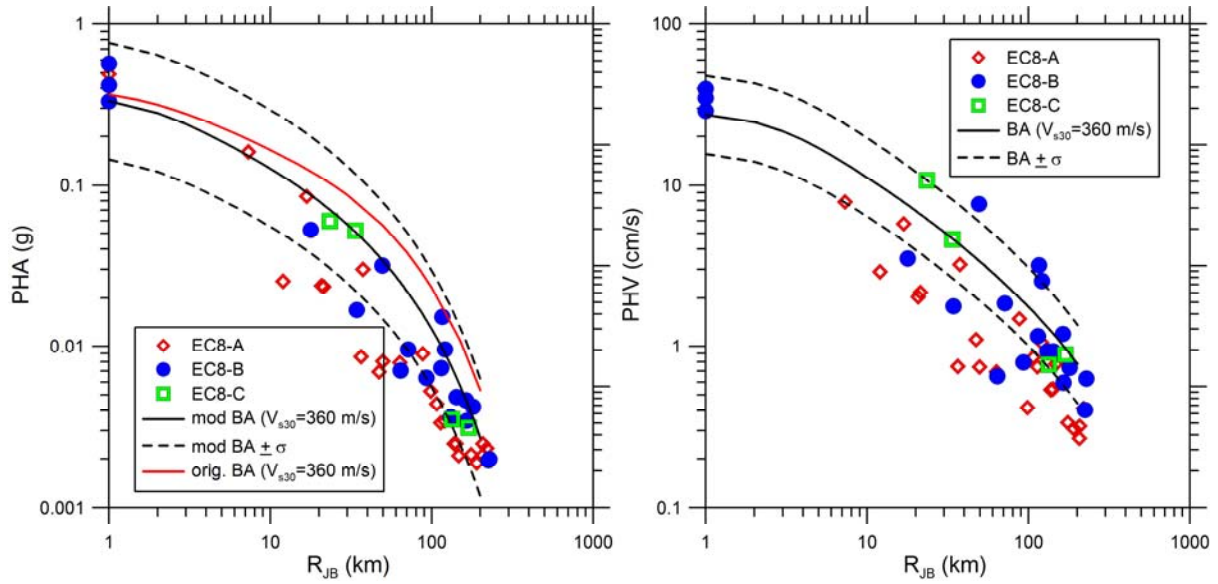 1
0.1
0.01
0.001
PHA (g)
EC8-A
EC8-B
EC8-C
mod BA (Vs30=360 m/s)
mod BA ± σ
orig. BA (Vs30=360 m/s)
1 10 100 1000
RJB (km)
100
10
1
0.1
PHV (cm/s)
EC8-A
EC8-B
EC8-C
BA (Vs30=360 m/s)
BA ± σ
1 10 100 1000
RJB (km)